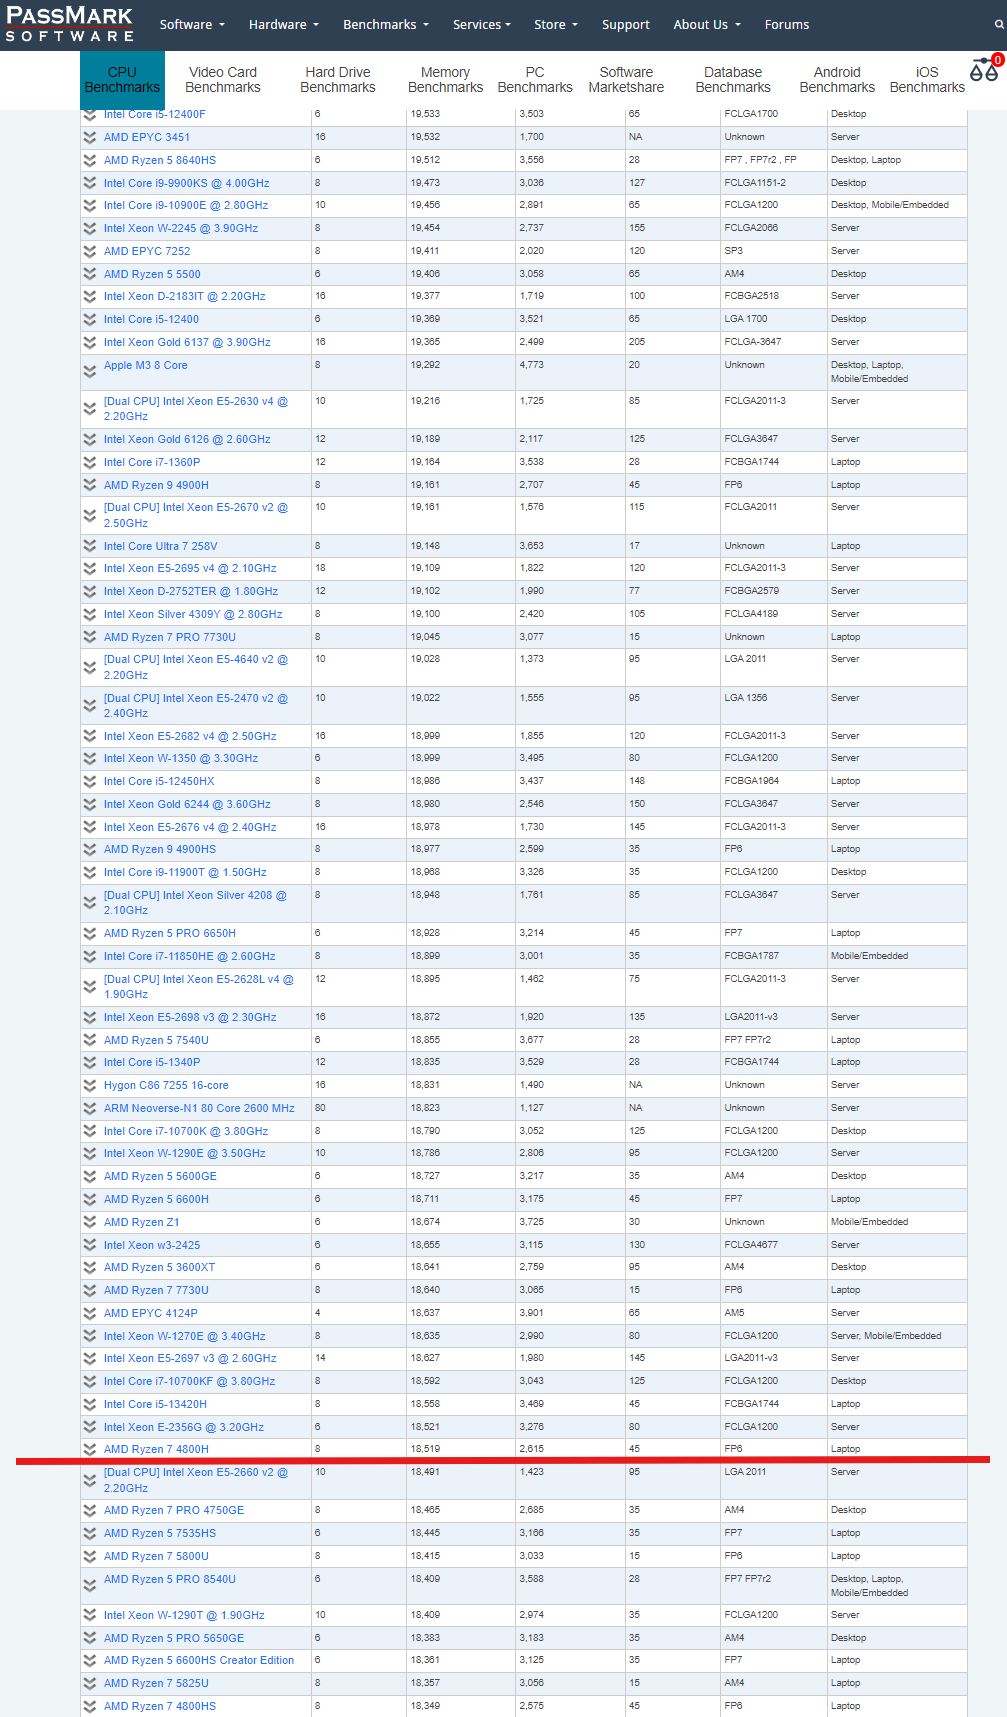 PASSMARK
SOFTWARE
Software Hardware Benchmarks Services Store Support About Us Forums
CPU Benchmarks Video Card Benchmarks Hard Drive Benchmarks Memory Benchmarks PC Benchmarks Software Marketshare Database Benchmarks Android Benchmarks iOS Benchmarks 0
Intel Core i5-12400F 6 19,533 3,503 65 FCLGA1700 Desktop
AMD EPYC 3451 16 19,532 1,700 NA Unknown Server
AMD Ryzen 5 8640HS 6 19,512 3,556 28 FP7 , FP7r2 , FP Desktop, Laptop
Intel Core i9-9900KS @ 4.00GHz 8 19,473 3,036 127 FCLGA1151-2 Desktop
Intel Core i9-10900E @ 2.80GHz 10 19,456 2,891 65 FCLGA1200 Desktop, Mobile/Embedded
Intel Xeon W-2245 @ 3.90GHz 8 19,454 2,737 155 FCLGA2066 Server
AMD EPYC 7252 8 19,411 2,020 120 SP3 Server
AMD Ryzen 5 5500 6 19,406 3,058 65 AM4 Desktop
Intel Xeon D-2183IT @ 2.20GHz 16 19,377 1,719 100 FCBGA2518 Server
Intel Core i5-12400 6 19,369 3,521 65 LGA 1700 Desktop
Intel Xeon Gold 6137 @ 3.90GHz 16 19,365 2,499 205 FCLGA-3647 Server
Apple M3 8 Core 8 19,292 4,773 20 Unknown Desktop, Laptop,
Mobile/Embedded
[Dual CPU] Intel Xeon E5-2630 v4 @ 10 19,216 1,725 85 FCLGA2011-3 Server
2.20GHz
Intel Xeon Gold 6126 @ 2.60GHz 12 19,189 2,117 125 FCLGA3647 Server
Intel Core i7-1360P 12 19,164 3,538 28 FCBGA1744 Laptop
AMD Ryzen 9 4900H 8 19,161 2,707 45 FP6 Laptop
[Dual CPU] Intel Xeon E5-2670 v2 @ 10 19,161 1,576 115 FCLGA2011 Server
2.50GHz
Intel Core Ultra 7 258V 8 19,148 3,653 17 Unknown Laptop
Intel Xeon E5-2695 v4 @ 2.10GHz 18 19,109 1,822 120 FCLGA2011-3 Server
Intel Xeon D-2752TER @ 1.80GHz 12 19,102 1,990 77 FCBGA2579 Server
Intel Xeon Silver 4309Y @ 2.80GHz 8 19,100 2,420 105 FCLGA4189 Server
AMD Ryzen 7 PRO 7730U 8 19,045 3,077 15 Unknown Laptop
[Dual CPU] Intel Xeon E5-4640 v2 @ 10 19,028 1,373 95 LGA 2011 Server
2.20GHz
[Dual CPU] Intel Xeon E5-2470 v2 @ 10 19,022 1,555 95 LGA 1356 Server
2.40GHz
Intel Xeon E5-2682 v4 @ 2.50GHz 16 18,999 1,855 120 FCLGA2011-3 Server
Intel Xeon W-1350 @ 3.30GHz 6 18,999 3,495 80 FCLGA1200 Server
Intel Core i5-12450HX 8 18,986 3,437 148 FCBGA1964 Laptop
Intel Xeon Gold 6244 @ 3.60GHz 8 18,980 2,546 150 FCLGA3647 Server
Intel Xeon E5-2676 v4 @ 2.40GHz 16 18,978 1,730 145 FCLGA2011-3 Server
AMD Ryzen 9 4900HS 8 18,977 2,599 35 FP6 Laptop
Intel Core i9-11900T @ 1.50GHz 8 18,968 3,326 35 FCLGA1200 Desktop
[Dual CPU] Intel Xeon Silver 4208 @ 8 18,948 1,761 85 FCLGA3647 Server
2.10GHz
AMD Ryzen 5 PRO 6650H 6 18,928 3,214 45 FP7 Laptop
Intel Core i7-11850HE @ 2.60GHz 8 18,899 3,001 35 FCBGA1787 Mobile/Embedded
[Dual CPU] Intel Xeon E5-2628L v4 @ 12 18,895 1,462 75 FCLGA2011-3 Server
1.90GHz
Intel Xeon E5-2698 v3 @ 2.30GHz 16 18,872 1,920 135 LGA2011-v3 Server
AMD Ryzen 5 7540U 6 18,855 3,677 28 FP7 FP7r2 Laptop
Intel Core i5-1340P 12 18,835 3,529 28 FCBGA1744 Laptop
Hygon C86 7255 16-core 16 18,831 1,490 NA Unknown Server
ARM Neoverse-N1 80 Core 2600 MHz 80 18,823 1,127 NA Unknown Server
Intel Core i7-10700K @ 3.80GHz 8 18,790 3,052 125 FCLGA1200 Desktop
Intel Xeon W-1290E @ 3.50GHz 10 18,786 2,806 95 FCLGA1200 Server
AMD Ryzen 5 5600GE 6 18,727 3,217 35 AM4 Desktop
AMD Ryzen 5 6600H 6 18,711 3,175 45 FP7 Laptop
AMD Ryzen Z1 6 18,674 3,725 30 Unknown Mobile/Embedded
Intel Xeon w3-2425 6 18,655 3,115 130 FCLGA4677 Server
AMD Ryzen 5 3600XT 6 18,641 2,759 95 AM4 Desktop
AMD Ryzen 7 7730U 8 18,640 3,065 15 FP6 Laptop
AMD EPYC 4124P 4 18,637 3,901 65 AM5 Server
Intel Xeon W-1270E @ 3.40GHz 8 18,635 2,990 80 FCLGA1200 Server, Mobile/Embedded
Intel Xeon E5-2697 v3 @ 2.60GHz 14 18,627 1,980 145 LGA2011-v3 Server
Intel Core i7-10700KF @ 3.80GHz 8 18,592 3,043 125 FCLGA1200 Desktop
Intel Core i5-13420H 8 18,558 3,469 45 FCBGA1744 Laptop
Intel Xeon E-2356G @ 3.20GHz 6 18,521 3,276 80 FCLGA1200 Server
AMD Ryzen 7 4800H 8 18,519 2,615 45 FP6 Laptop
[Dual CPU] Intel Xeon E5-2660 v2 @ 10 18,491 1,423 95 LGA 2011 Server
2.20GHz
AMD Ryzen 7 PRO 4750GE 8 18,465 2,685 35 AM4 Desktop
AMD Ryzen 5 7535HS 6 18,445 3,166 35 FP7 Laptop
AMD Ryzen 7 5800U 8 18,415 3,033 15 FP6 Laptop
AMD Ryzen 5 PRO 8540U 6 18,409 3,588 28 FP7 FP7r2 Desktop, Laptop,
Mobile/Embedded
Intel Xeon W-1290T @ 1.90GHz 10 18,409 2,974 35 FCLGA1200 Server
AMD Ryzen 5 PRO 5650GE 6 18,383 3,183 35 AM4 Desktop
AMD Ryzen 5 6600HS Creator Edition 6 18,361 3,125 35 FP7 Laptop
AMD Ryzen 7 5825U 8 18,357 3,056 15 AM4 Laptop
AMD Ryzen 7 4800HS 8 18,349 2,575 45 FP6 Laptop